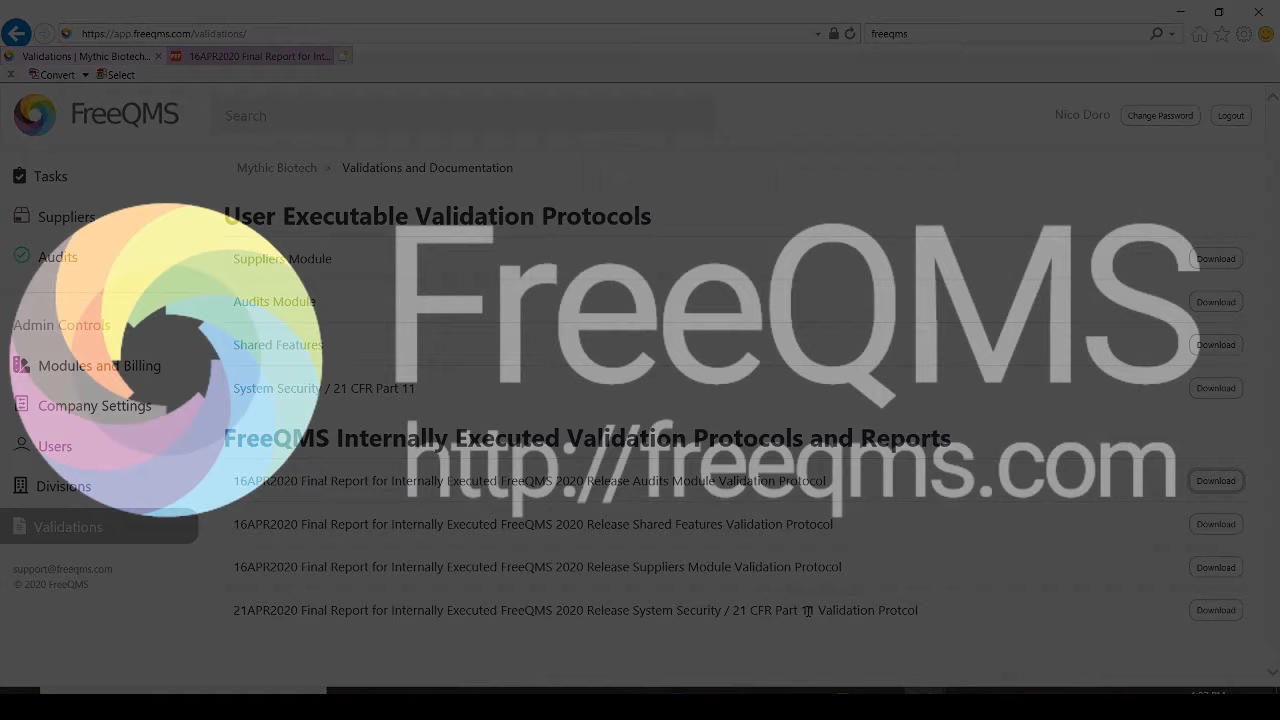 https://app.freeqms.com/validations/
freeqms
Validations | Mythic Biotech...
16APR2020 Final Report for Int...
Convert
Select
FreeQMS
Search
Nico Doro
Change Password
Logout
Tasks
Suppliers
Audits
Admin Controls
Modules and Billing
Company Settings
Users
Divisions
Validations
support@freeqms.com
© 2020 FreeQMS
Mythic Biotech > Validations and Documentation
User Executable Validation Protocols
Suppliers Module
Download
Audits Module
Download
Shared Features
Download
System Security / 21 CFR Part 11
Download
FreeQMS Internally Executed Validation Protocols and Reports
16APR2020 Final Report for Internally Executed FreeQMS 2020 Release Audits Module Validation Protocol
Download
16APR2020 Final Report for Internally Executed FreeQMS 2020 Release Shared Features Validation Protocol
Download
16APR2020 Final Report for Internally Executed FreeQMS 2020 Release Suppliers Module Validation Protocol
Download
21APR2020 Final Report for Internally Executed FreeQMS 2020 Release System Security / 21 CFR Part 11 Validation Protcol
Download
FreeQMS
http://freeqms.com